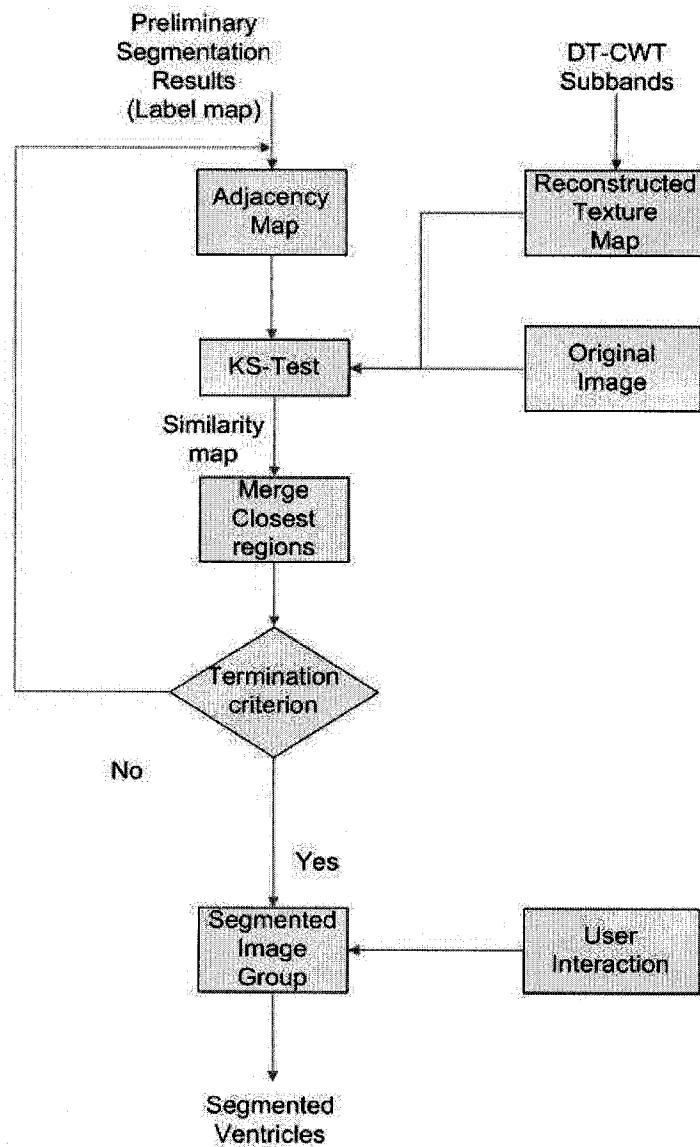 Preliminary
Segmentation
Results
(Label map)
DT-CWT
Subbands
Adjacency
Map
Reconstructed
Texture
Map
KS-Test
Original
Image
Similarity
map
Merge
Closest
regions
Termination
criterion
No
Yes
Segmented
Image
Group
User
Interaction
Segmented
Ventricles